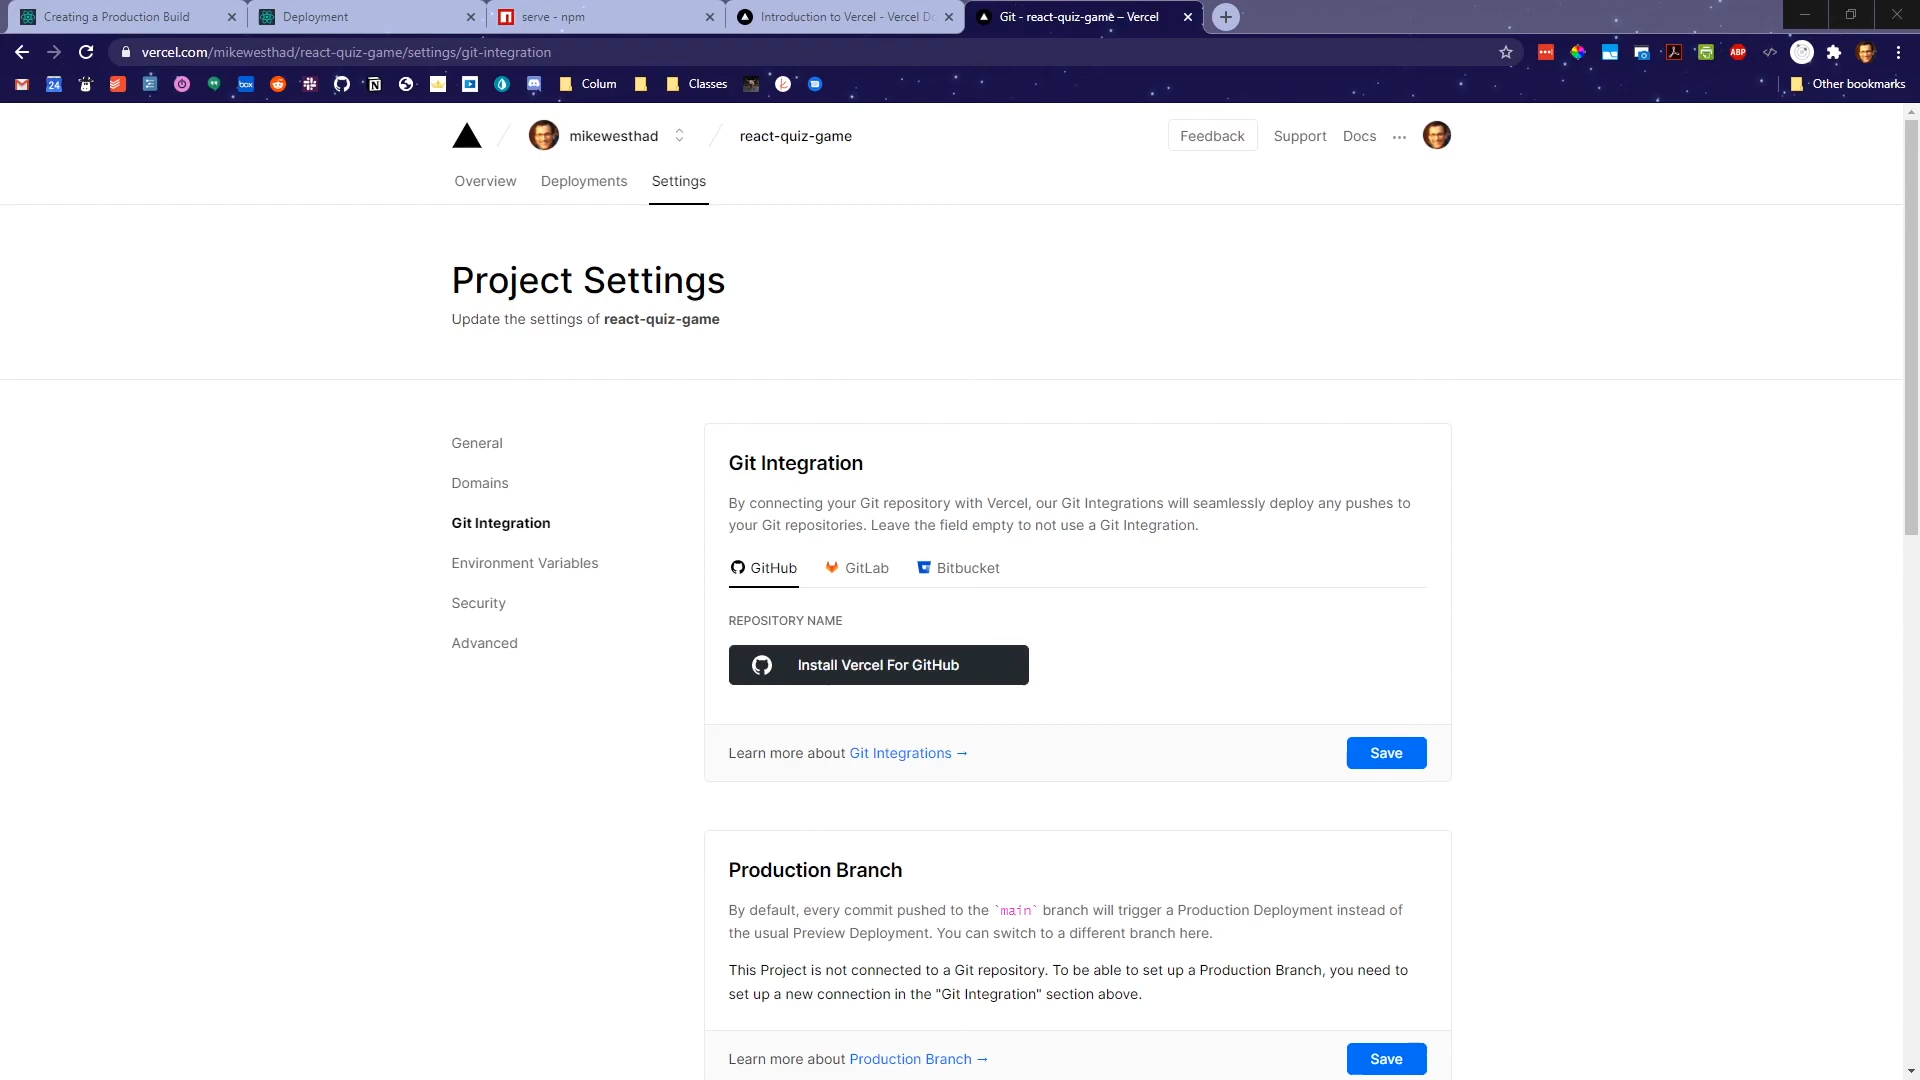 Creating a Production Build
Deployment
serve - npm
Introduction to Vercel - Vercel Do
Git - react-quiz-game – Vercel
vercel.com/mikewesthad/react-quiz-game/settings/git-integration
ABP
24
box
Colum
Classes
Other bookmarks
mikewesthad
react-quiz-game
Feedback
Support
Docs
Overview
Deployments
Settings
Project Settings
Update the settings of react-quiz-game
General
Domains
Git Integration
Environment Variables
Security
Advanced
Git Integration
By connecting your Git repository with Vercel, our Git Integrations will seamlessly deploy any pushes to
your Git repositories. Leave the field empty to not use a Git Integration.
GitHub
GitLab
Bitbucket
REPOSITORY NAME
Install Vercel For GitHub
Learn more about Git Integrations →
Save
Production Branch
By default, every commit pushed to the `main` branch will trigger a Production Deployment instead of
the usual Preview Deployment. You can switch to a different branch here.
This Project is not connected to a Git repository. To be able to set up a Production Branch, you need to
set up a new connection in the "Git Integration" section above.
Learn more about Production Branch →
Save